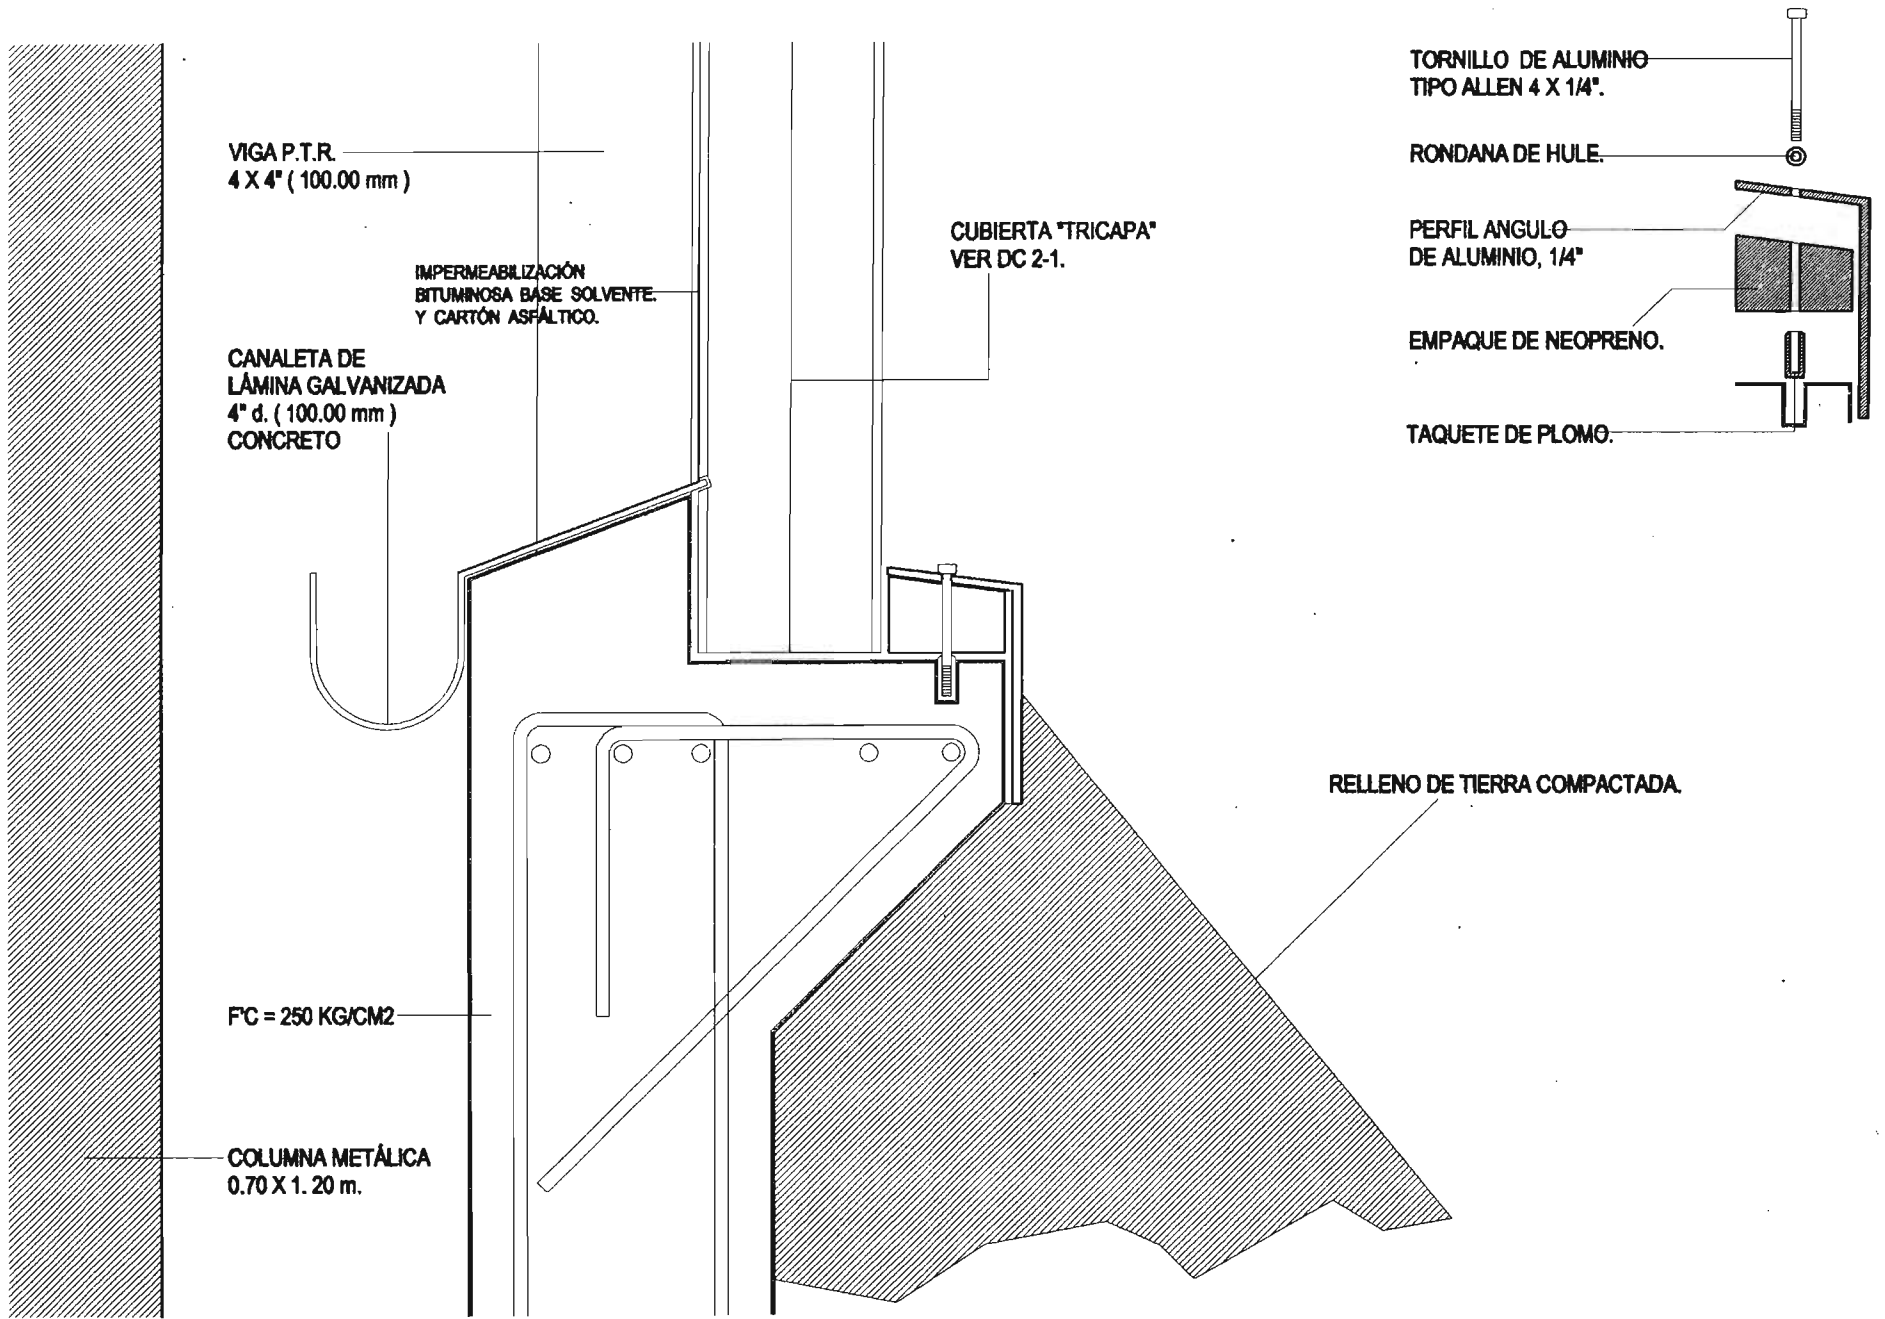 VIGA P.T.R.
4 X 4" ( 100.00 mm )
IMPERMEABILIZACIÓN
BITUMINOSA BASE SOLVENTE.
Y CARTÓN ASFÁLTICO.
CANALETA DE
LÁMINA GALVANIZADA
4" d. ( 100.00 mm )
CONCRETO
F'C = 250 KG/CM2
COLUMNA METÁLICA
0.70 X 1. 20 m.
CUBIERTA "TRICAPA"
VER DC 2-1.
TORNILLO DE ALUMINIO
TIPO ALLEN 4 X 1/4".
RONDANA DE HULE.
PERFIL ANGULO
DE ALUMINIO, 1/4"
EMPAQUE DE NEOPRENO.
TAQUETE DE PLOMO.
RELLENO DE TIERRA COMPACTADA.